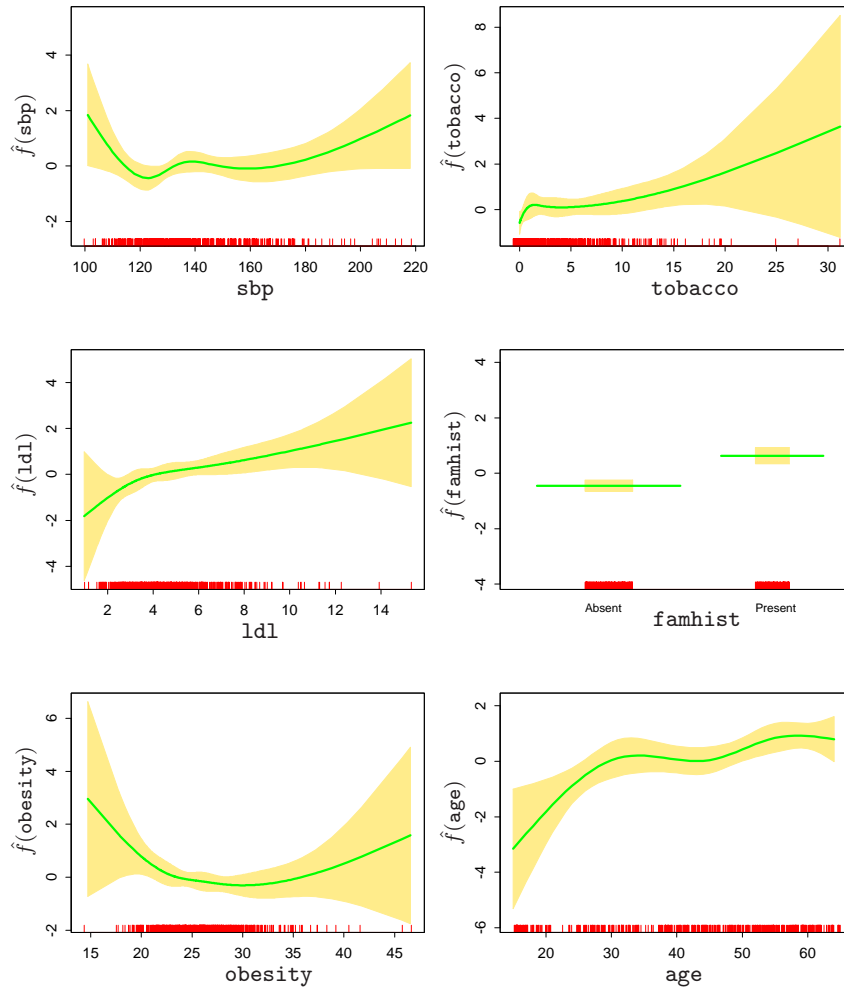 f̂(sbp)
-2 0 2 4
100 120 140 160 180 200 220
sbp
f̂(tobacco)
0 2 4 6 8
0 5 10 15 20 25 30
tobacco
f̂(ldl)
-4 -2 0 2 4
2 4 6 8 10 12 14
ldl
f̂(famhist)
-4 -2 0 2 4
Absent Present
famhist
f̂(obesity)
-2 0 2 4 6
15 20 25 30 35 40 45
obesity
f̂(age)
-6 -4 -2 0 2
20 30 40 50 60
age